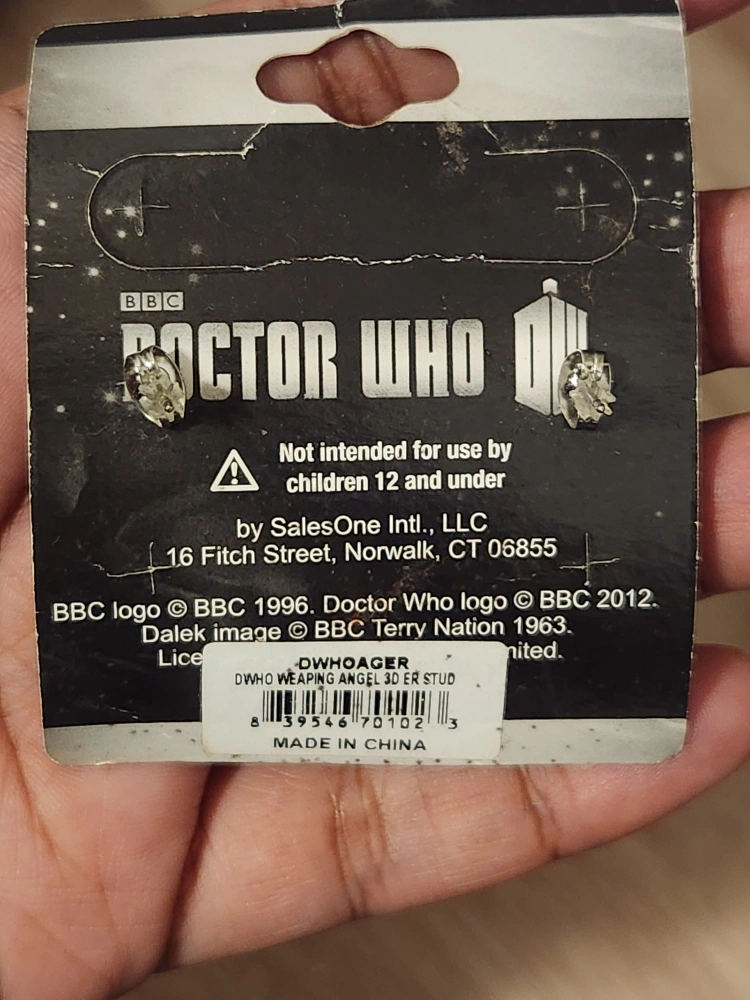 BBC
DOCTOR WHO DW
Not intended for use by
children 12 and under
by SalesOne Intl., LLC
16 Fitch Street, Norwalk, CT 06855
BBC logo © BBC 1996. Doctor Who logo © BBC 2012.
Dalek image © BBC Terry Nation 1963.
DWHOAGER
DWHO WEAPING ANGEL 3D ER STUD
8 39546 70102 3
MADE IN CHINA